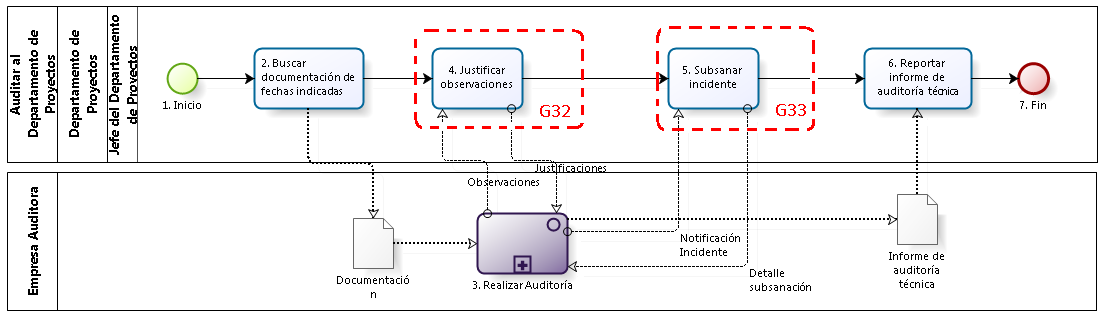 Auditar al
Departamento de
Proyectos
Departamento de
Proyectos
Jefe del Departamento
de Proyectos
1. Inicio
2. Buscar
documentación de
fechas indicadas
4. Justificar
observaciones
G32
5. Subsanar
incidente
G33
6. Reportar
informe de
auditoría técnica
7. Fin
Justificaciones
Observaciones
Empresa Auditora
Documentació
n
3. Realizar Auditoría
Notificación
Incidente
Detalle
subsanación
Informe de
auditoría
técnica